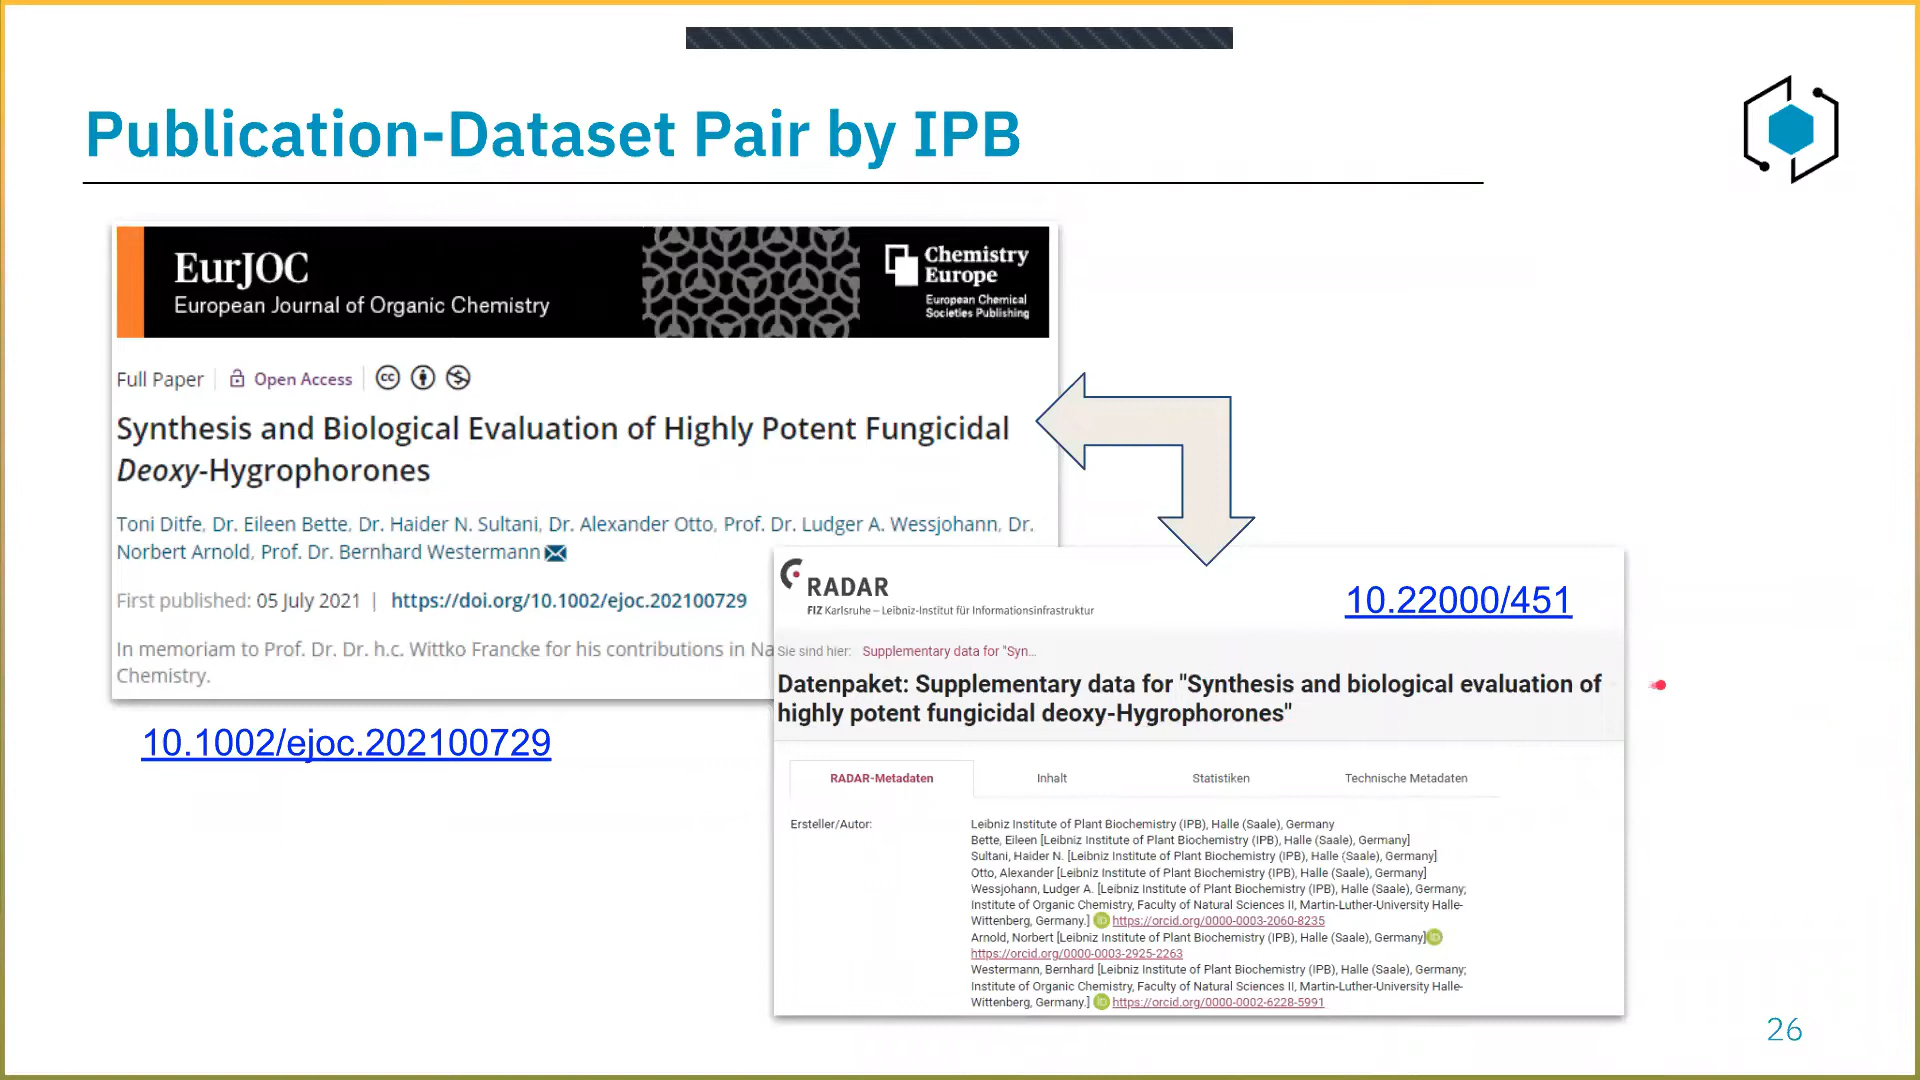 Publication-Dataset Pair by IPB
EurJOC
European Journal of Organic Chemistry
Chemistry
Europe
European Chemical
Societies Publishing
Full Paper
Open Access
cc
Synthesis and Biological Evaluation of Highly Potent Fungicidal
Deoxy-Hygrophorones
Toni Ditfe, Dr. Eileen Bette, Dr. Haider N. Sultani, Dr. Alexander Otto, Prof. Dr. Ludger A. Wessjohann, Dr.
Norbert Arnold, Prof. Dr. Bernhard Westermann
First published: 05 July 2021 | https://doi.org/10.1002/ejoc.202100729
In memoriam to Prof. Dr. Dr. h.c. Wittko Francke for his contributions in Na
Chemistry.
10.1002/ejoc.202100729
RADAR
FIZ Karlsruhe – Leibniz-Institut für Informationsinfrastruktur
10.22000/451
Sie sind hier: Supplementary data for "Syn...
Datenpaket: Supplementary data for "Synthesis and biological evaluation of
highly potent fungicidal deoxy-Hygrophorones"
RADAR-Metadaten Inhalt Statistiken Technische Metadaten
Ersteller/Autor:
Leibniz Institute of Plant Biochemistry (IPB), Halle (Saale), Germany
Bette, Eileen [Leibniz Institute of Plant Biochemistry (IPB), Halle (Saale), Germany]
Sultani, Haider N. [Leibniz Institute of Plant Biochemistry (IPB), Halle (Saale), Germany]
Otto, Alexander [Leibniz Institute of Plant Biochemistry (IPB), Halle (Saale), Germany]
Wessjohann, Ludger A. [Leibniz Institute of Plant Biochemistry (IPB), Halle (Saale), Germany;
Institute of Organic Chemistry, Faculty of Natural Sciences II, Martin-Luther-University Halle-
Wittenberg, Germany.] iD https://orcid.org/0000-0003-2060-8235
Arnold, Norbert [Leibniz Institute of Plant Biochemistry (IPB), Halle (Saale), Germany] iD
https://orcid.org/0000-0003-2925-2263
Westermann, Bernhard [Leibniz Institute of Plant Biochemistry (IPB), Halle (Saale), Germany;
Institute of Organic Chemistry, Faculty of Natural Sciences II, Martin-Luther-University Halle-
Wittenberg, Germany.] iD https://orcid.org/0000-0002-6228-5991
26